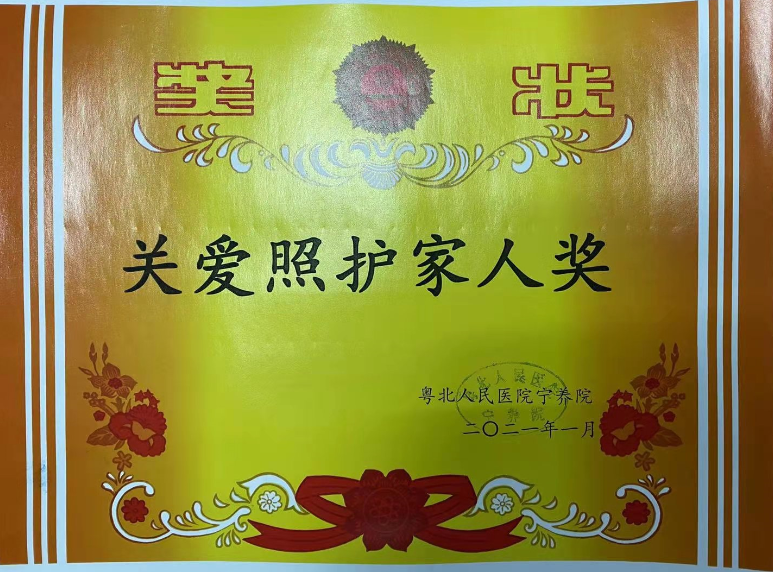 奖状
关爱照护家人奖
粤北人民医院宁养院
二〇二一年一月